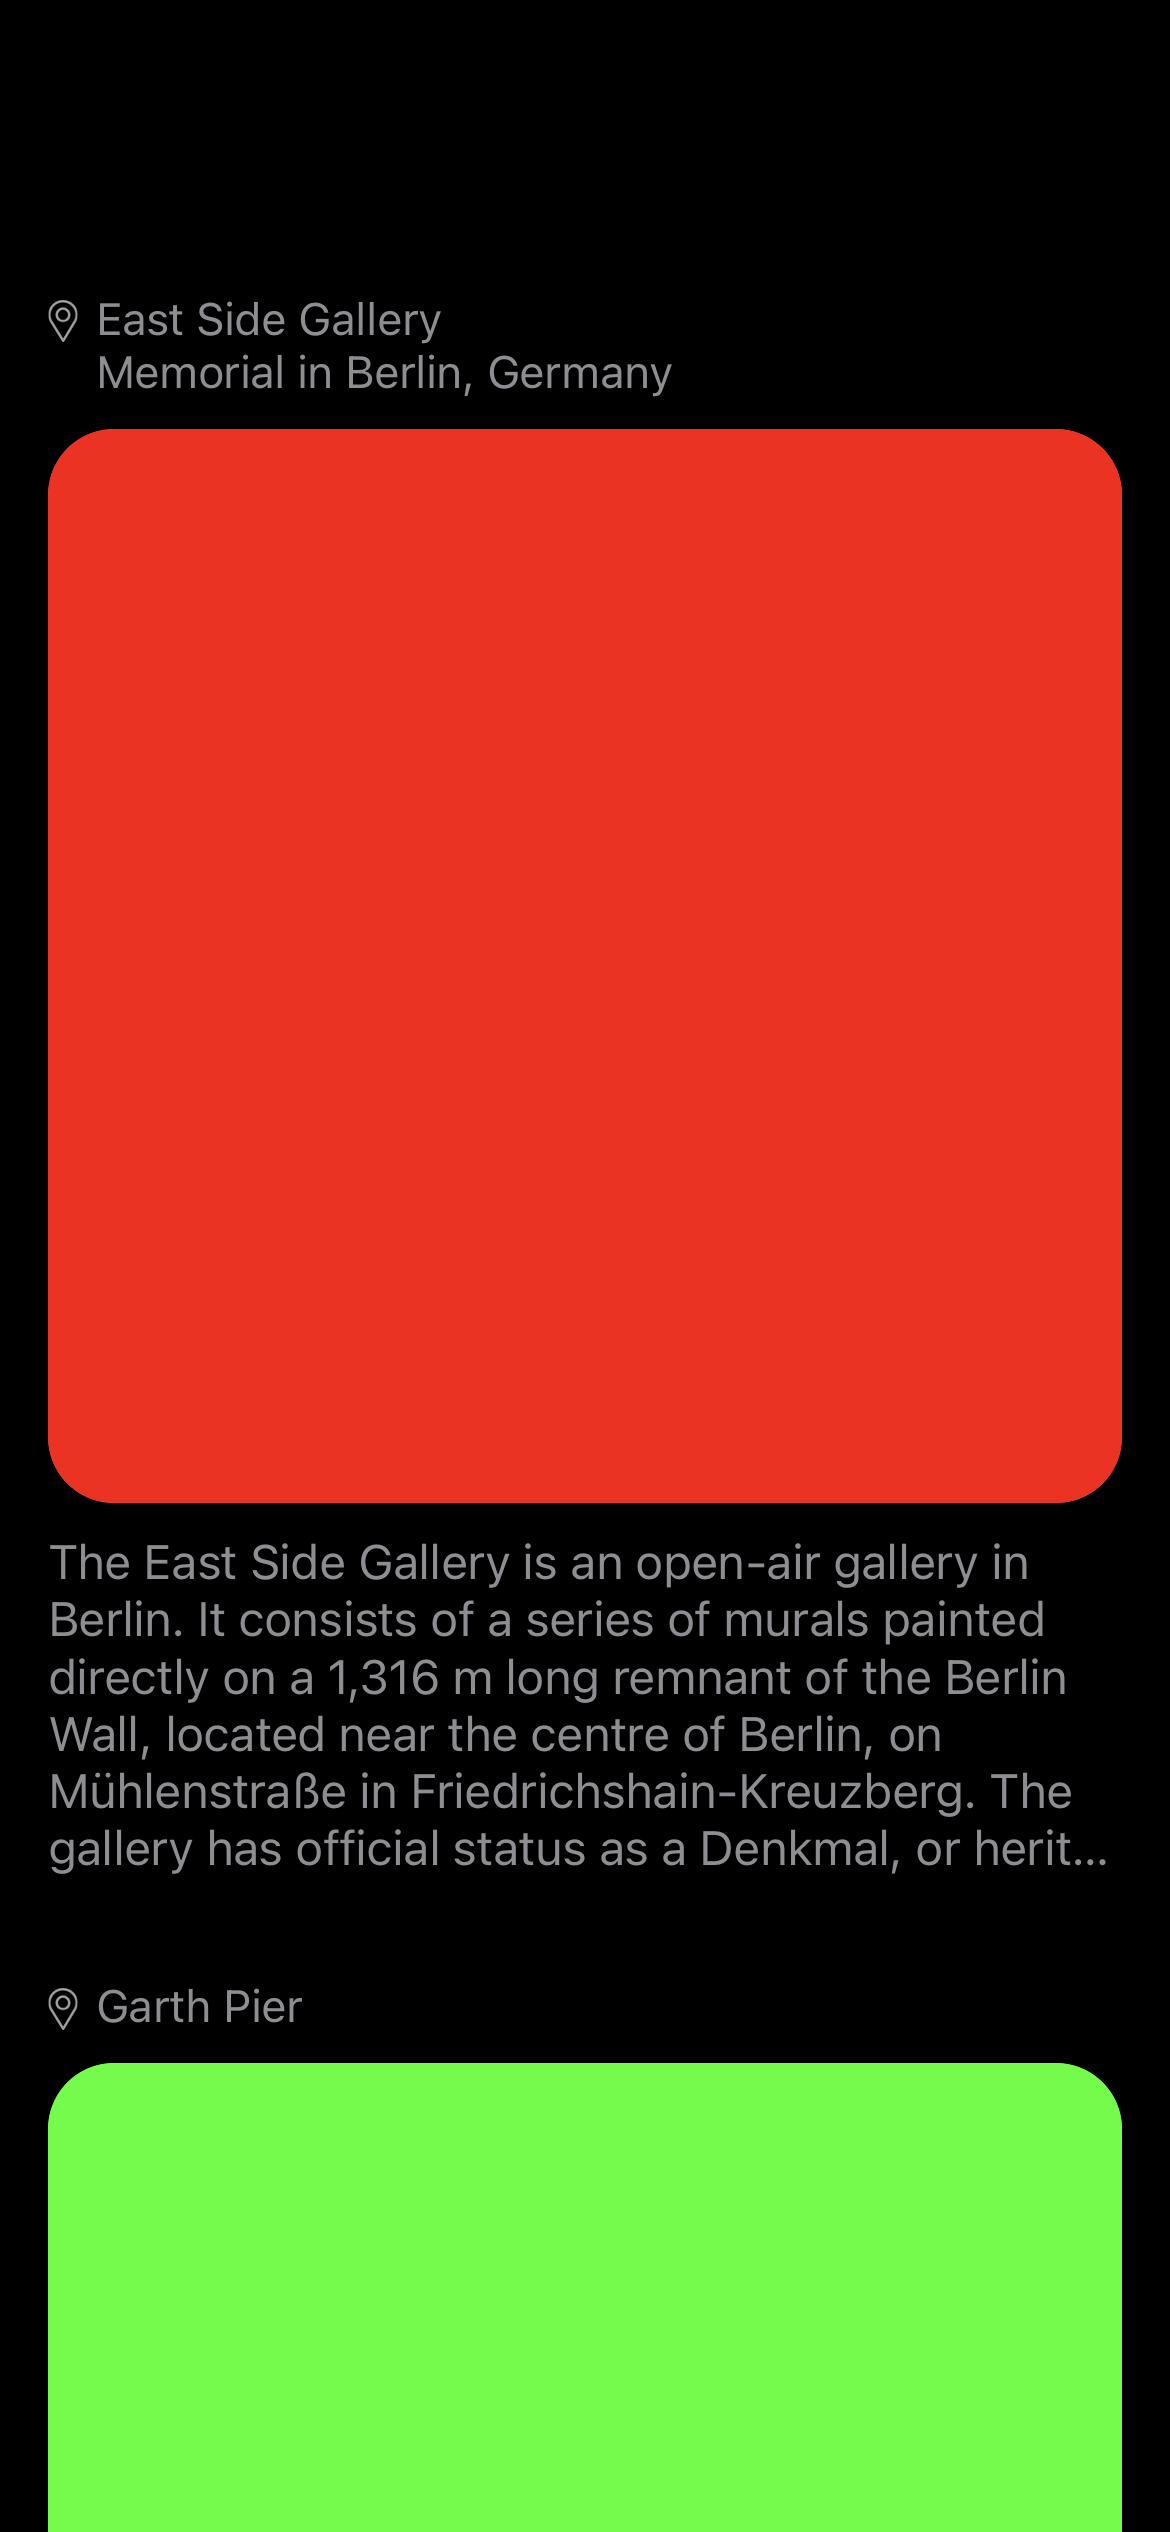 East Side Gallery
Memorial in Berlin, Germany
The East Side Gallery is an open-air gallery in
Berlin. It consists of a series of murals painted
directly on a 1,316 m long remnant of the Berlin
Wall, located near the centre of Berlin, on
Mühlenstraße in Friedrichshain-Kreuzberg. The
gallery has official status as a Denkmal, or herit...
Garth Pier